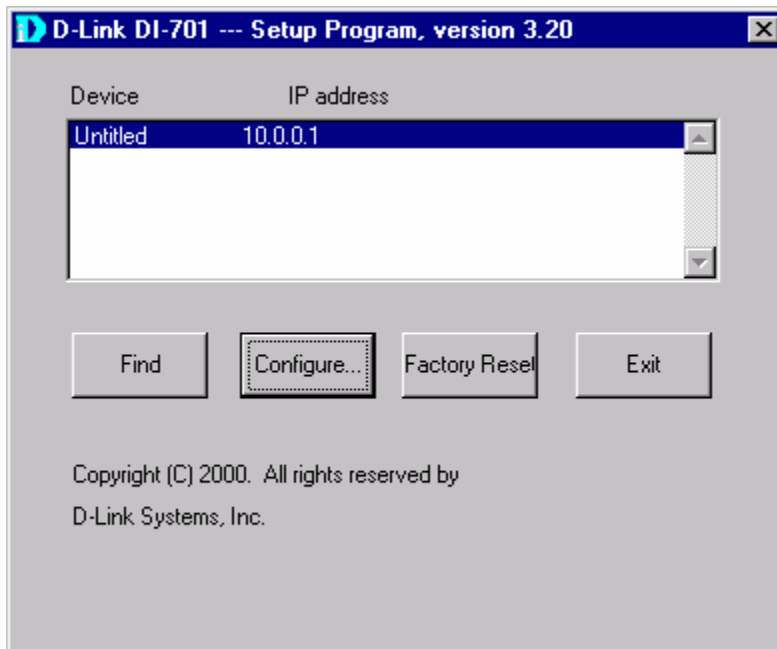 D-Link DI-701 --- Setup Program, version 3.20
Device IP address
Untitled 10.0.0.1
Find Configure... Factory Reset Exit
Copyright (C) 2000. All rights reserved by
D-Link Systems, Inc.